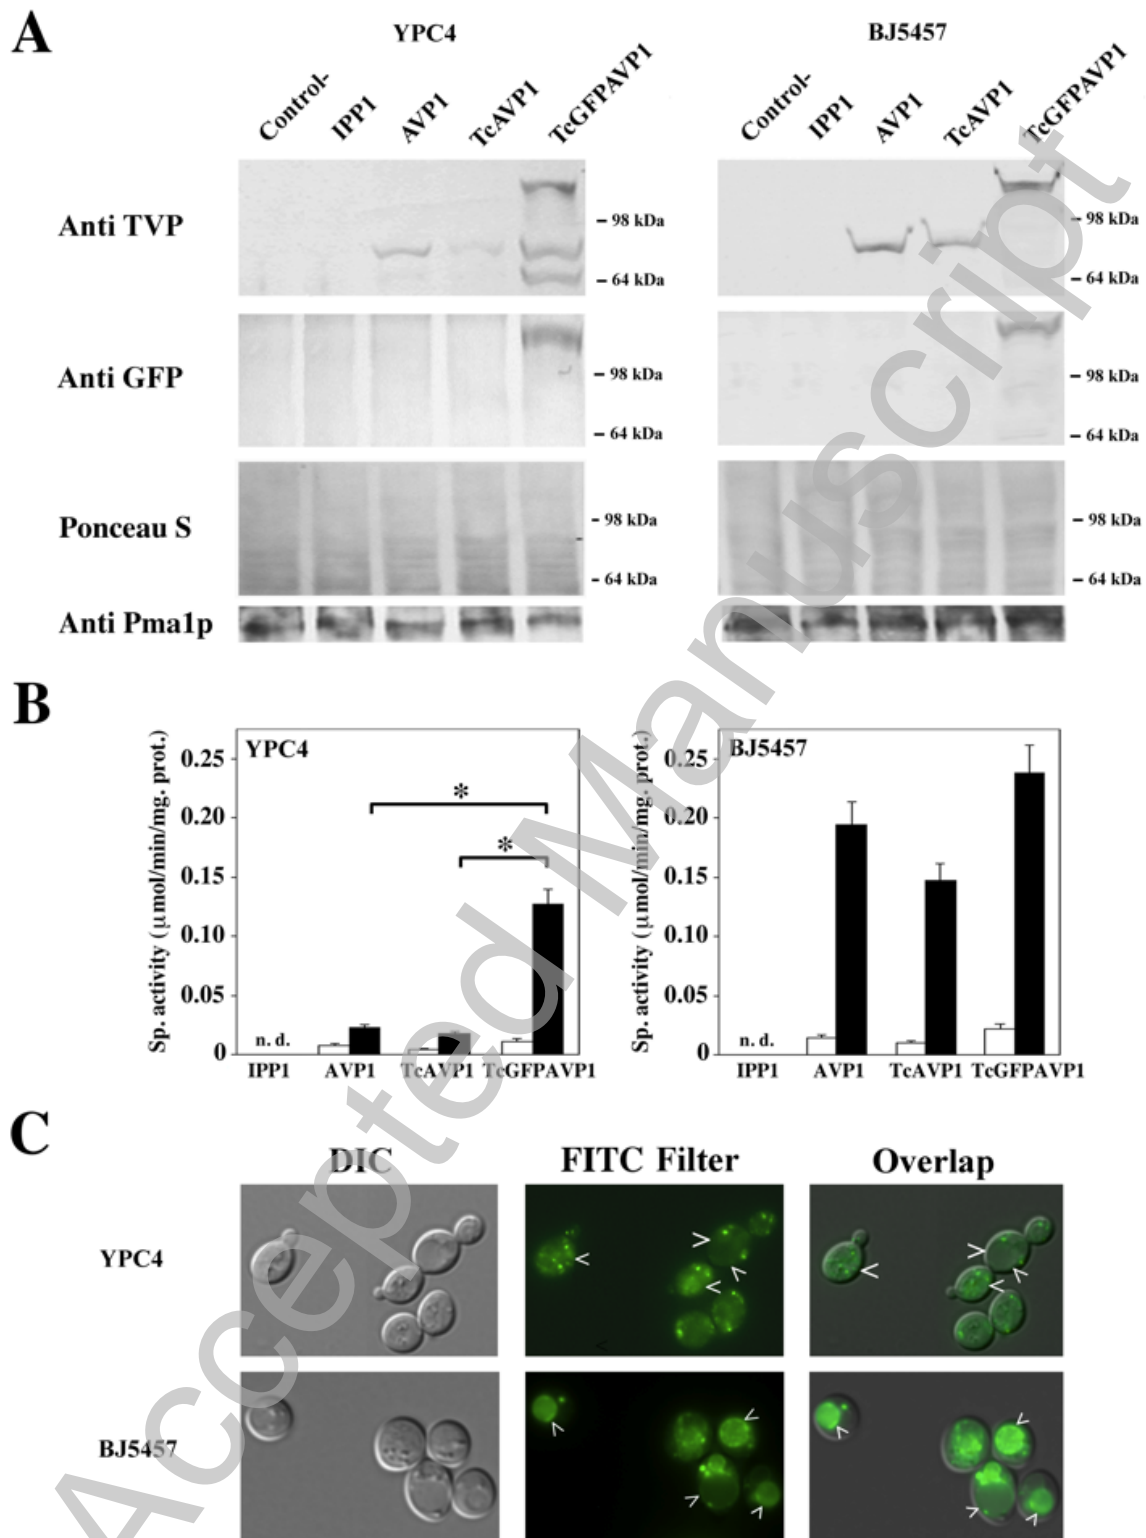 A
YPC4
BJ5457
Control-
IPP1
AVP1
TcAVP1
TcGFPAVP1
Control-
IPP1
AVP1
TcAVP1
TcGFPAVP1
Anti TVP
– 98 kDa
– 64 kDa
– 98 kDa
– 64 kDa
Anti GFP
– 98 kDa
– 64 kDa
– 98 kDa
– 64 kDa
Ponceau S
– 98 kDa
– 64 kDa
– 98 kDa
– 64 kDa
Anti Pma1p
B
Sp. activity (μmol/min/mg. prot.)
YPC4
0.25
0.20
0.15
0.10
0.05
0
*
*
n. d.
IPP1 AVP1 TcAVP1 TcGFPAVP1
Sp. activity (μmol/min/mg. prot.)
BJ5457
0.25
0.20
0.15
0.10
0.05
0
n. d.
IPP1 AVP1 TcAVP1 TcGFPAVP1
C
DIC FITC Filter Overlap
YPC4
BJ5457
Accepted Manuscript